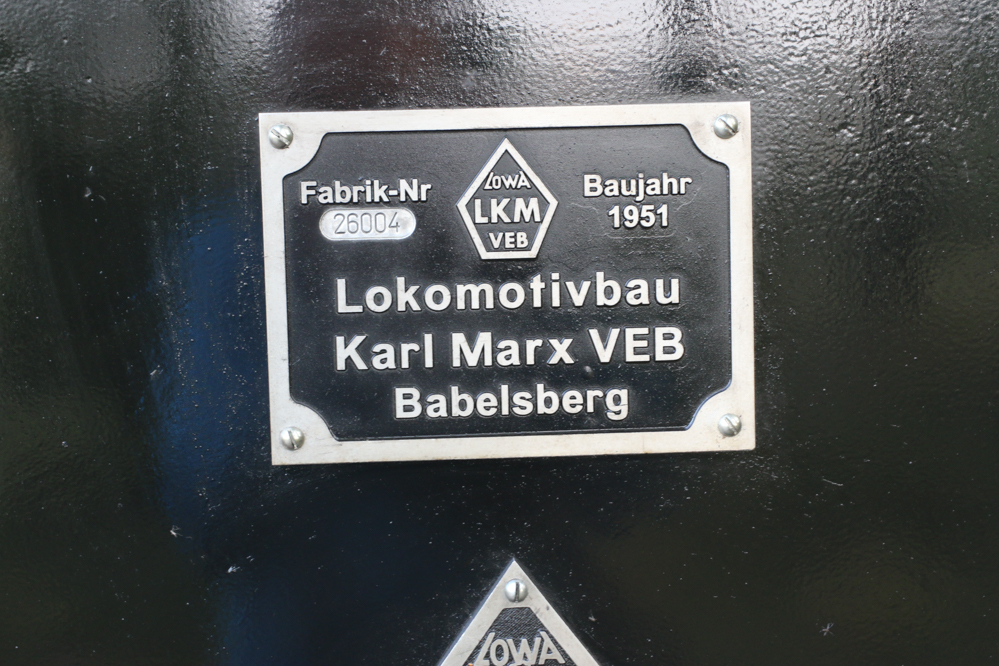 Fabrik-Nr
26004
LOWA
LKM
VEB
Baujahr
1951
Lokomotivbau
Karl Marx VEB
Babelsberg
LOWA